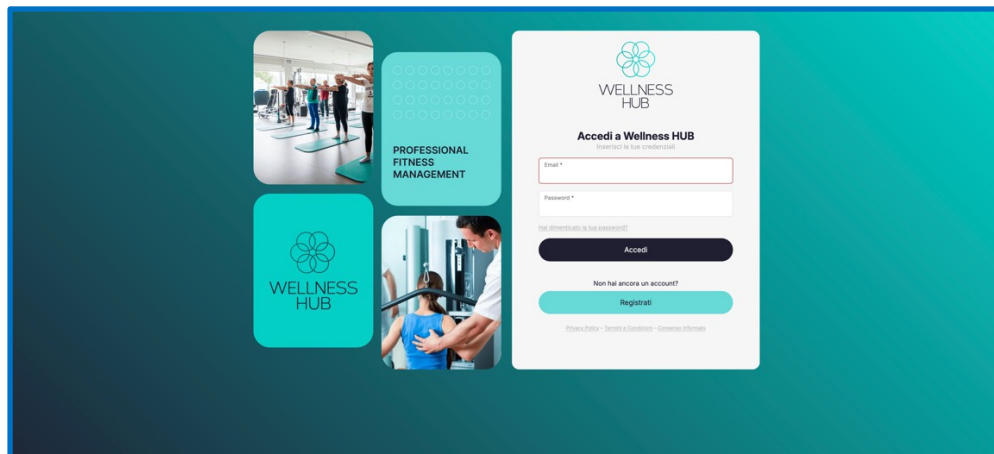 PROFESSIONAL
FITNESS
MANAGEMENT
WELLNESS
HUB
WELLNESS
HUB
Accedi a Wellness HUB
Inserisci le tue credenziali
Email *
Password *
Hai dimenticato la tua password?
Accedi
Non hai ancora un account?
Registrati
Privacy Policy - Termini e Condizioni - Consenso Informato